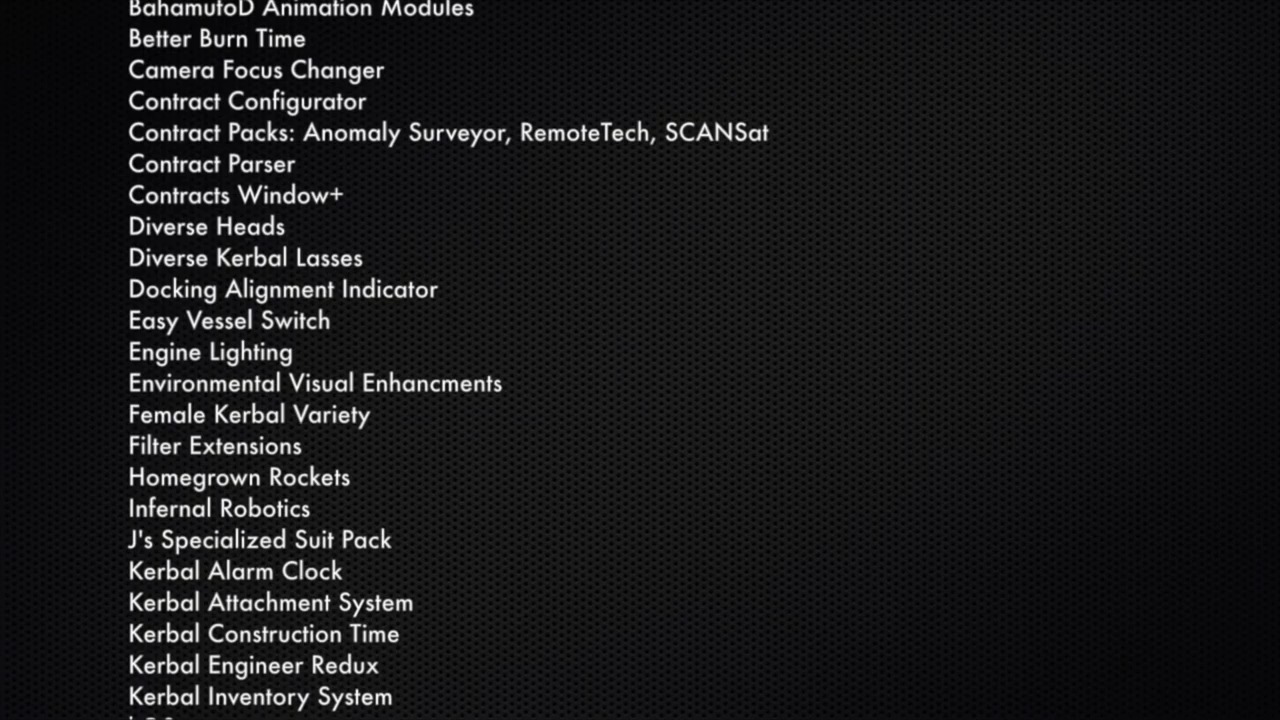 BahamutoD Animation Modules
Better Burn Time
Camera Focus Changer
Contract Configurator
Contract Packs: Anomaly Surveyor, RemoteTech, SCANSat
Contract Parser
Contracts Window+
Diverse Heads
Diverse Kerbal Lasses
Docking Alignment Indicator
Easy Vessel Switch
Engine Lighting
Environmental Visual Enhancments
Female Kerbal Variety
Filter Extensions
Homegrown Rockets
Infernal Robotics
J's Specialized Suit Pack
Kerbal Alarm Clock
Kerbal Attachment System
Kerbal Construction Time
Kerbal Engineer Redux
Kerbal Inventory System